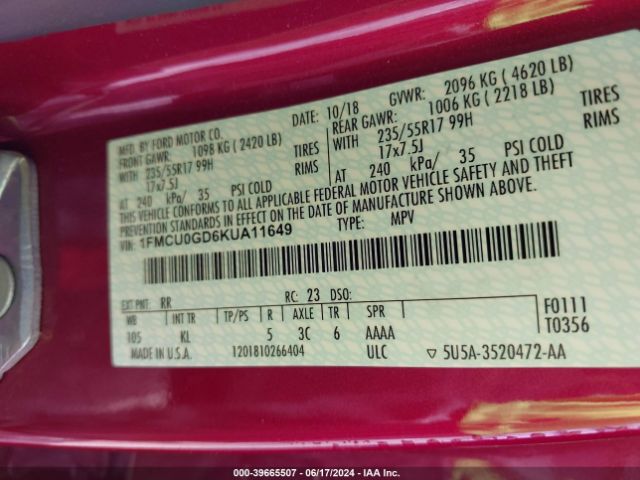 MFD. BY FORD MOTOR CO. DATE: 10/18 GVWR: 2096 KG ( 4620 LB)
FRONT GAWR: 1098 KG ( 2420 LB) REAR GAWR: 1006 KG ( 2218 LB)
WITH 235/55R17 99H TIRES WITH 235/55R17 99H TIRES
17x7.5J RIMS 17x7.5J RIMS
AT 240 kPa/ 35 PSI COLD AT 240 kPa/ 35 PSI COLD
THIS VEHICLE CONFORMS TO ALL APPLICABLE FEDERAL MOTOR VEHICLE SAFETY AND THEFT
PREVENTION STANDARDS IN EFFECT ON THE DATE OF MANUFACTURE SHOWN ABOVE.
VIN: 1FMCU0GD6KUA11649 TYPE: MPV
EXT PNT: RR RC: 23 DSO:
WB INT TR TP/PS R AXLE TR SPR
105 KL 5 3C 6 AAAA
F0111
T0356
MADE IN U.S.A. 1201810266404 ULC ▽ 5U5A-3520472-AA
000-39665507 - 06/17/2024 - IAA Inc.